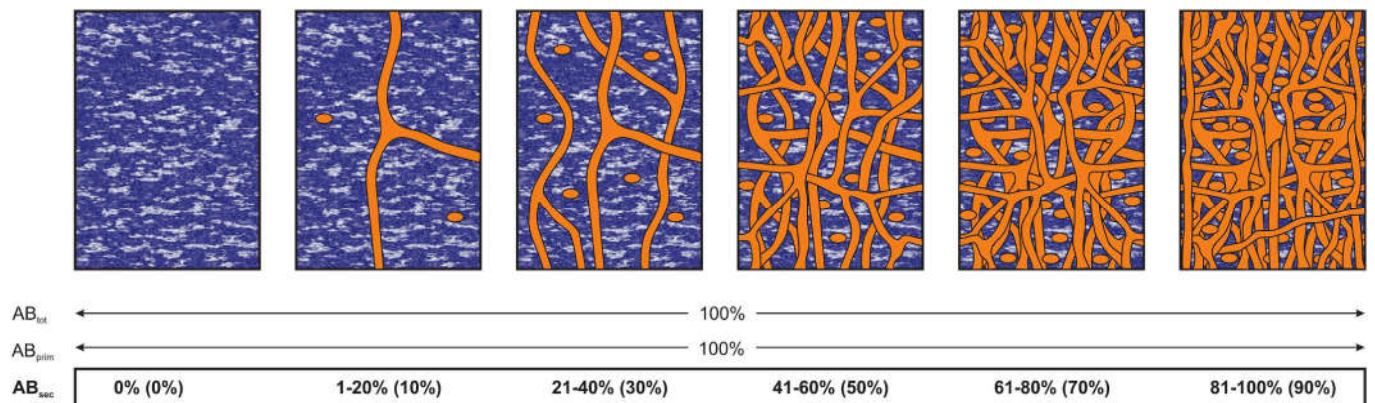 AB_tot 100%
AB_prim 100%
AB_sec 0% (0%) 1-20% (10%) 21-40% (30%) 41-60% (50%) 61-80% (70%) 81-100% (90%)